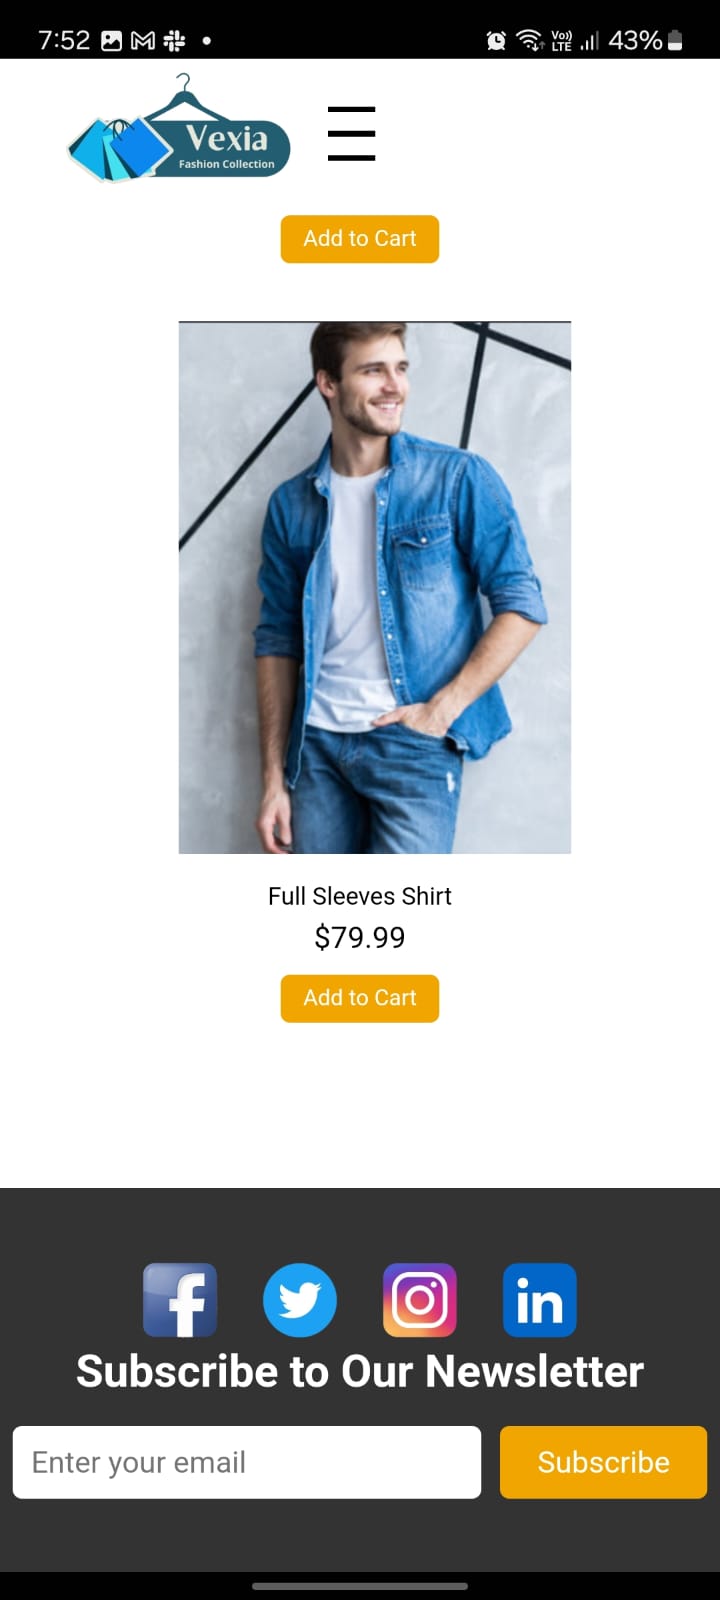 7:52
Vo))
LTE
43%
Vexia
Fashion Collection
Add to Cart
Full Sleeves Shirt
$79.99
Add to Cart
Subscribe to Our Newsletter
Enter your email
Subscribe